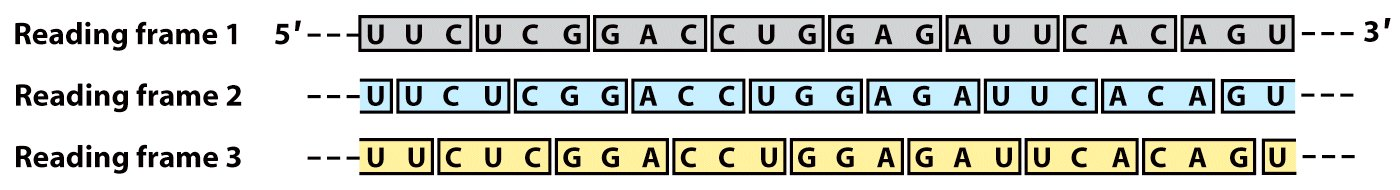 Reading frame 1 5′ --- U U C U C G G A C C U G G A G A U U C A C A G U --- 3′
Reading frame 2 --- U U C U C G G A C C U G G A G A U U C A C A G U ---
Reading frame 3 --- U U C U C G G A C C U G G A G A U U C A C A G U ---